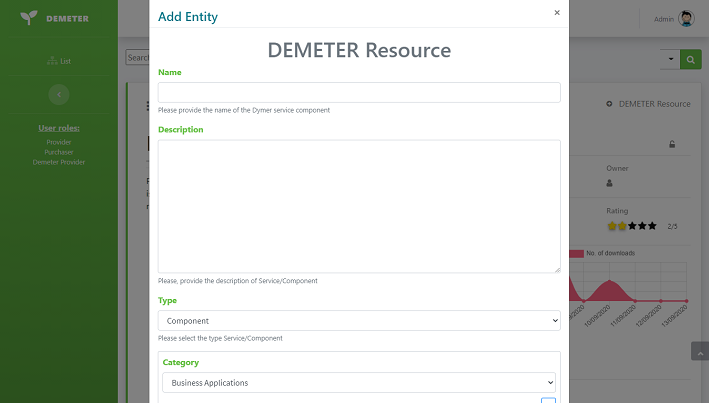 DEMETER
Add Entity
×
Admin
List
Search
DEMETER Resource
DEMETER Resource
Name
Please provide the name of the Dymer service component
Description
User roles:
Provider
Purchaser
Demeter Provider
Owner
Rating
2/5
No. of downloads
Please, provide the description of Service/Component
Type
Component
Please select the type Service/Component
10/09/2020
11/09/2020
12/09/2020
13/09/2020
Category
Business Applications